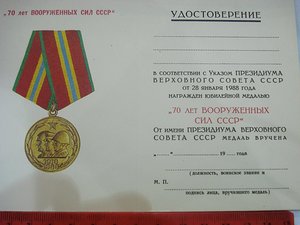 „70 лет ВООРУЖЕННЫХ СИЛ СССР“
УДОСТОВЕРЕНИЕ
В СООТВЕТСТВИИ с Указом ПРЕЗИДИУМА
ВЕРХОВНОГО СОВЕТА СССР
от 28 января 1988 года
НАГРАЖДЕН ЮБИЛЕЙНОЙ МЕДАЛЬЮ
„70 ЛЕТ ВООРУЖЕННЫХ
СИЛ СССР“
От имени ПРЕЗИДИУМА ВЕРХОВНОГО
СОВЕТА СССР МЕДАЛЬ ВРУЧЕНА
„ “ 19 года
(должность, воинское звание и
М. П.
подпись лица, вручившего медаль)